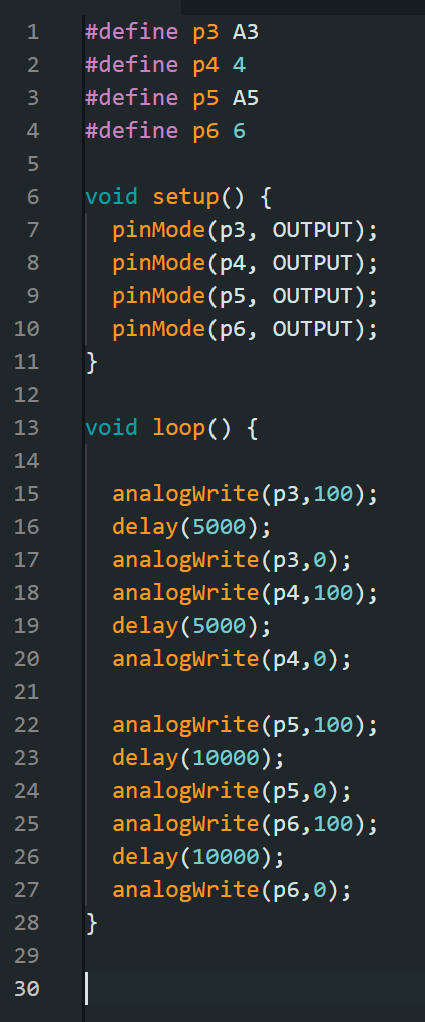 1 #define p3 A3
2 #define p4 4
3 #define p5 A5
4 #define p6 6
5
6 void setup() {
7   pinMode(p3, OUTPUT);
8   pinMode(p4, OUTPUT);
9   pinMode(p5, OUTPUT);
10   pinMode(p6, OUTPUT);
11 }
12
13 void loop() {
14
15   analogWrite(p3,100);
16   delay(5000);
17   analogWrite(p3,0);
18   analogWrite(p4,100);
19   delay(5000);
20   analogWrite(p4,0);
21
22   analogWrite(p5,100);
23   delay(10000);
24   analogWrite(p5,0);
25   analogWrite(p6,100);
26   delay(10000);
27   analogWrite(p6,0);
28 }
29
30